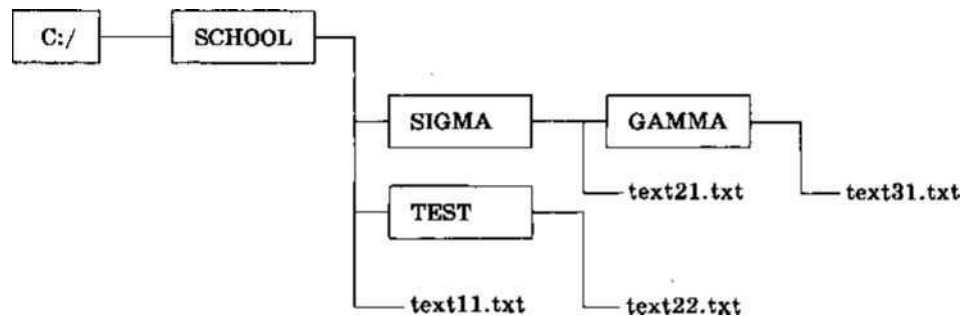 C:/ SCHOOL
SIGMA GAMMA
text21.txt text31.txt
TEST
text11.txt text22.txt